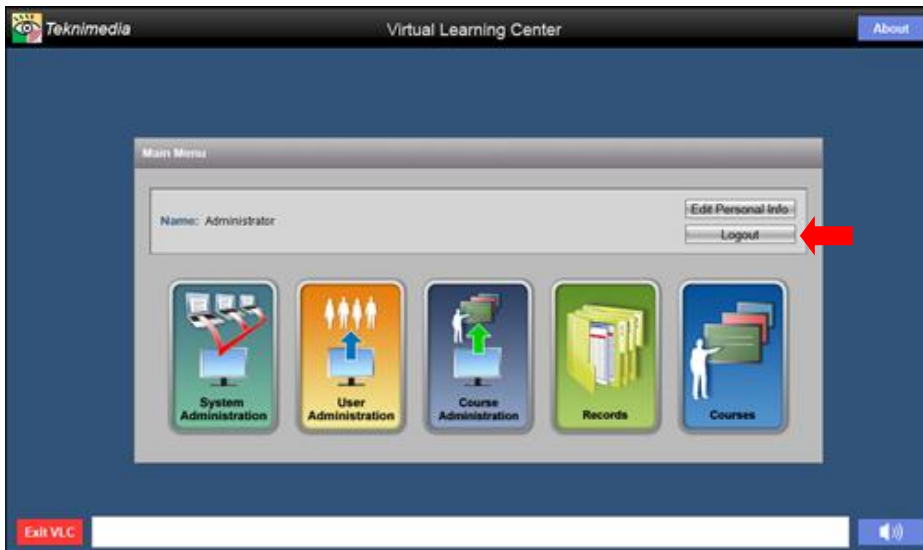 Teknimedia
Virtual Learning Center
About
Main Menu
Name: Administrator
Edit Personal Info
Logout
System
Administration
User
Administration
Course
Administration
Records
Courses
Exit VLC